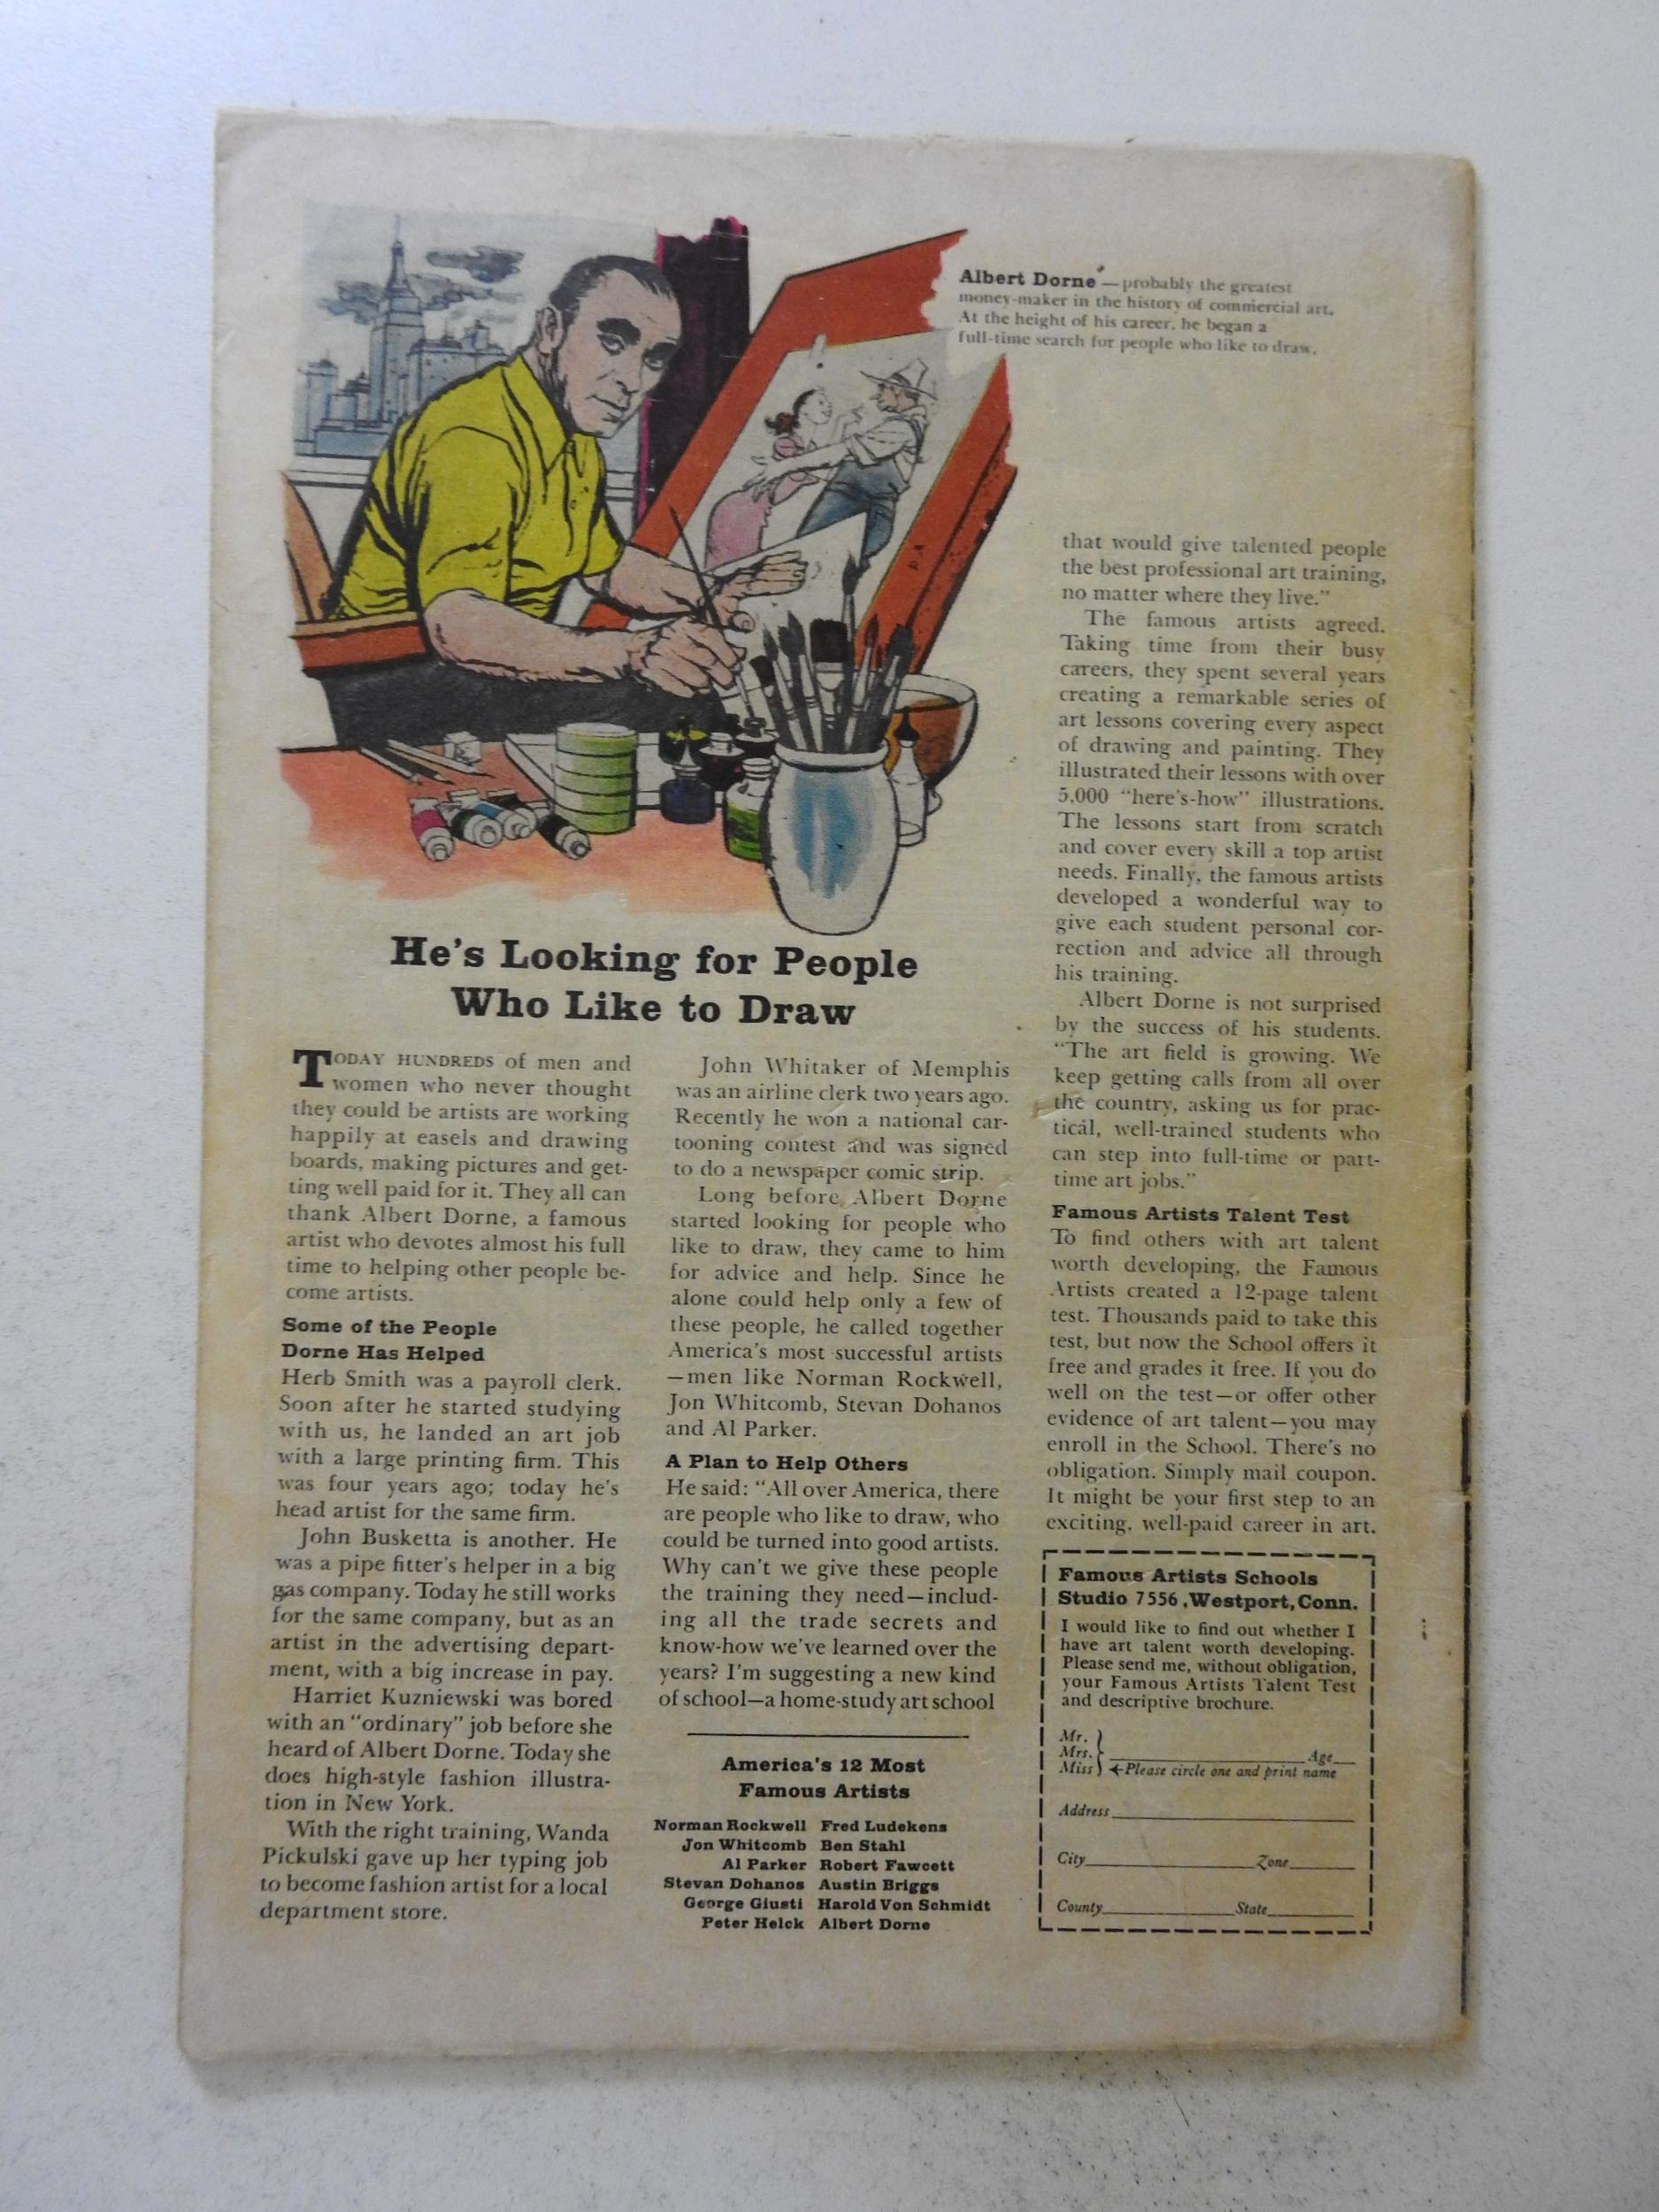 Albert Dorne — probably the greatest
money-maker in the history of commercial art.
At the height of his career, he began a
full-time search for people who like to draw.
He's Looking for People
Who Like to Draw
TODAY HUNDREDS of men and
women who never thought
they could be artists are working
happily at easels and drawing
boards, making pictures and get-
ting well paid for it. They all can
thank Albert Dorne, a famous
artist who devotes almost his full
time to helping other people be-
come artists.
Some of the People
Dorne Has Helped
Herb Smith was a payroll clerk.
Soon after he started studying
with us, he landed an art job
with a large printing firm. This
was four years ago; today he's
head artist for the same firm.
John Busketta is another. He
was a pipe fitter's helper in a big
gas company. Today he still works
for the same company, but as an
artist in the advertising depart-
ment, with a big increase in pay.
Harriet Kuzniewski was bored
with an "ordinary" job before she
heard of Albert Dorne. Today she
does high-style fashion illustra-
tion in New York.
With the right training, Wanda
Pickulski gave up her typing job
to become fashion artist for a local
department store.
John Whitaker of Memphis
was an airline clerk two years ago.
Recently he won a national car-
tooning contest and was signed
to do a newspaper comic strip.
Long before Albert Dorne
started looking for people who
like to draw, they came to him
for advice and help. Since he
alone could help only a few of
these people, he called together
America's most successful artists
—men like Norman Rockwell,
Jon Whitcomb, Stevan Dohanos
and Al Parker.
A Plan to Help Others
He said: "All over America, there
are people who like to draw, who
could be turned into good artists.
Why can't we give these people
the training they need—includ-
ing all the trade secrets and
know-how we've learned over the
years? I'm suggesting a new kind
of school—a home-study art school
America's 12 Most
Famous Artists
Norman Rockwell Fred Ludekens
Jon Whitcomb Ben Stahl
Al Parker Robert Fawcett
Stevan Dohanos Austin Briggs
George Giusti Harold Von Schmidt
Peter Helck Albert Dorne
that would give talented people
the best professional art training,
no matter where they live."
The famous artists agreed.
Taking time from their busy
careers, they spent several years
creating a remarkable series of
art lessons covering every aspect
of drawing and painting. They
illustrated their lessons with over
5,000 "here's-how" illustrations.
The lessons start from scratch
and cover every skill a top artist
needs. Finally, the famous artists
developed a wonderful way to
give each student personal cor-
rection and advice all through
his training.
Albert Dorne is not surprised
by the success of his students.
"The art field is growing. We
keep getting calls from all over
the country, asking us for prac-
tical, well-trained students who
can step into full-time or part-
time art jobs."
Famous Artists Talent Test
To find others with art talent
worth developing, the Famous
Artists created a 12-page talent
test. Thousands paid to take this
test, but now the School offers it
free and grades it free. If you do
well on the test—or offer other
evidence of art talent—you may
enroll in the School. There's no
obligation. Simply mail coupon.
It might be your first step to an
exciting, well-paid career in art.
Famous Artists Schools
Studio 7556, Westport, Conn.
I would like to find out whether I
have art talent worth developing.
Please send me, without obligation,
your Famous Artists Talent Test
and descriptive brochure.
Mr.
Mrs. Age
Miss ←Please circle one and print name
Address
City Zone
County State